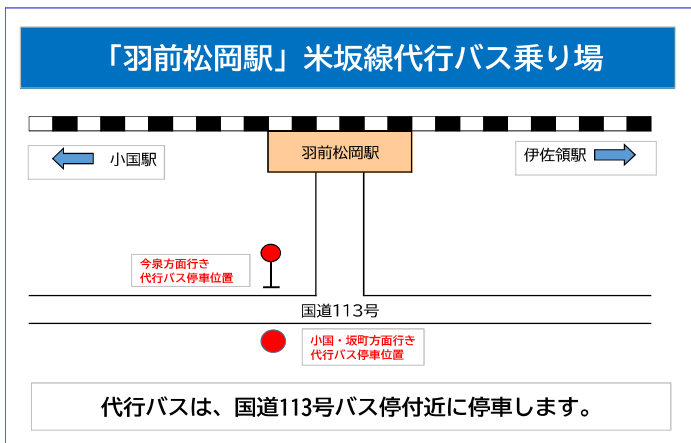 「羽前松岡駅」米坂線代行バス乗り場
羽前松岡駅
小国駅
伊佐領駅
今泉方面行き
代行バス停車位置
国道113号
小国・坂町方面行き
代行バス停車位置
代行バスは、国道113号バス停付近に停車します。